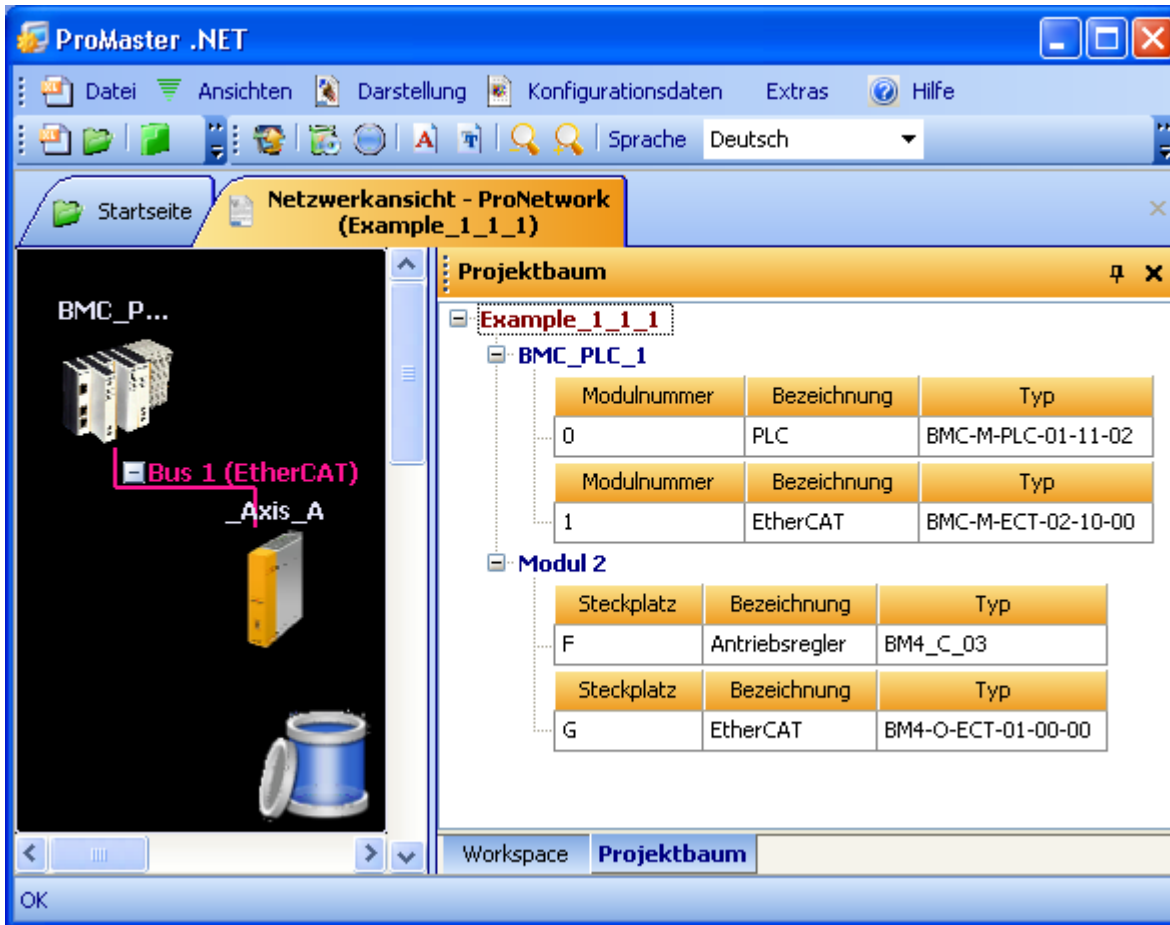 ProMaster .NET
Datei Ansichten Darstellung Konfigurationsdaten Extras Hilfe
Sprache Deutsch
Startseite
Netzwerkansicht - ProNetwork
(Example_1_1_1)
BMC_P...
Bus 1 (EtherCAT)
_Axis_A
Projektbaum
Example_1_1_1
BMC_PLC_1
Modulnummer Bezeichnung Typ
0 PLC BMC-M-PLC-01-11-02
Modulnummer Bezeichnung Typ
1 EtherCAT BMC-M-ECT-02-10-00
Modul 2
Steckplatz Bezeichnung Typ
F Antriebsregler BM4_C_03
Steckplatz Bezeichnung Typ
G EtherCAT BM4-O-ECT-01-00-00
Workspace Projektbaum
OK